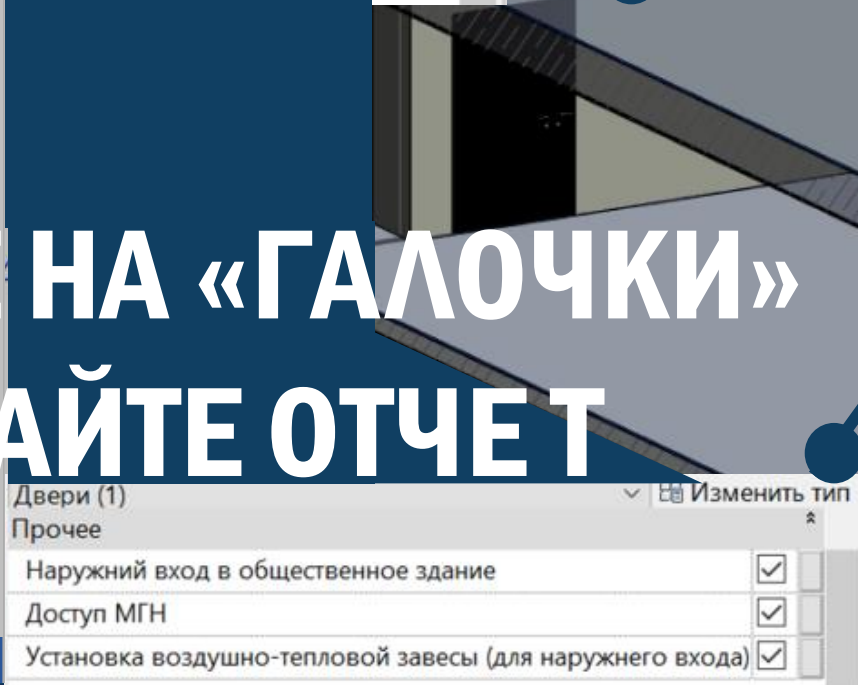 НА «ГАЛОЧКИ»
АЙТЕ ОТЧЕТ
Двери (1) Изменить тип
Прочее
Наружний вход в общественное здание
Доступ МГН
Установка воздушно-тепловой завесы (для наружнего входа)